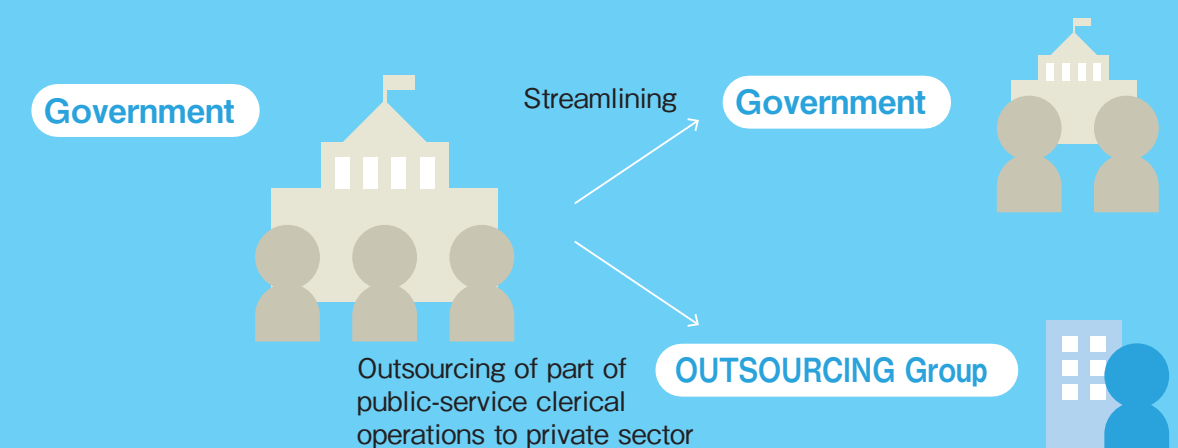 Government
Streamlining
Government
Outsourcing of part of
public-service clerical
operations to private sector
OUTSOURCING Group